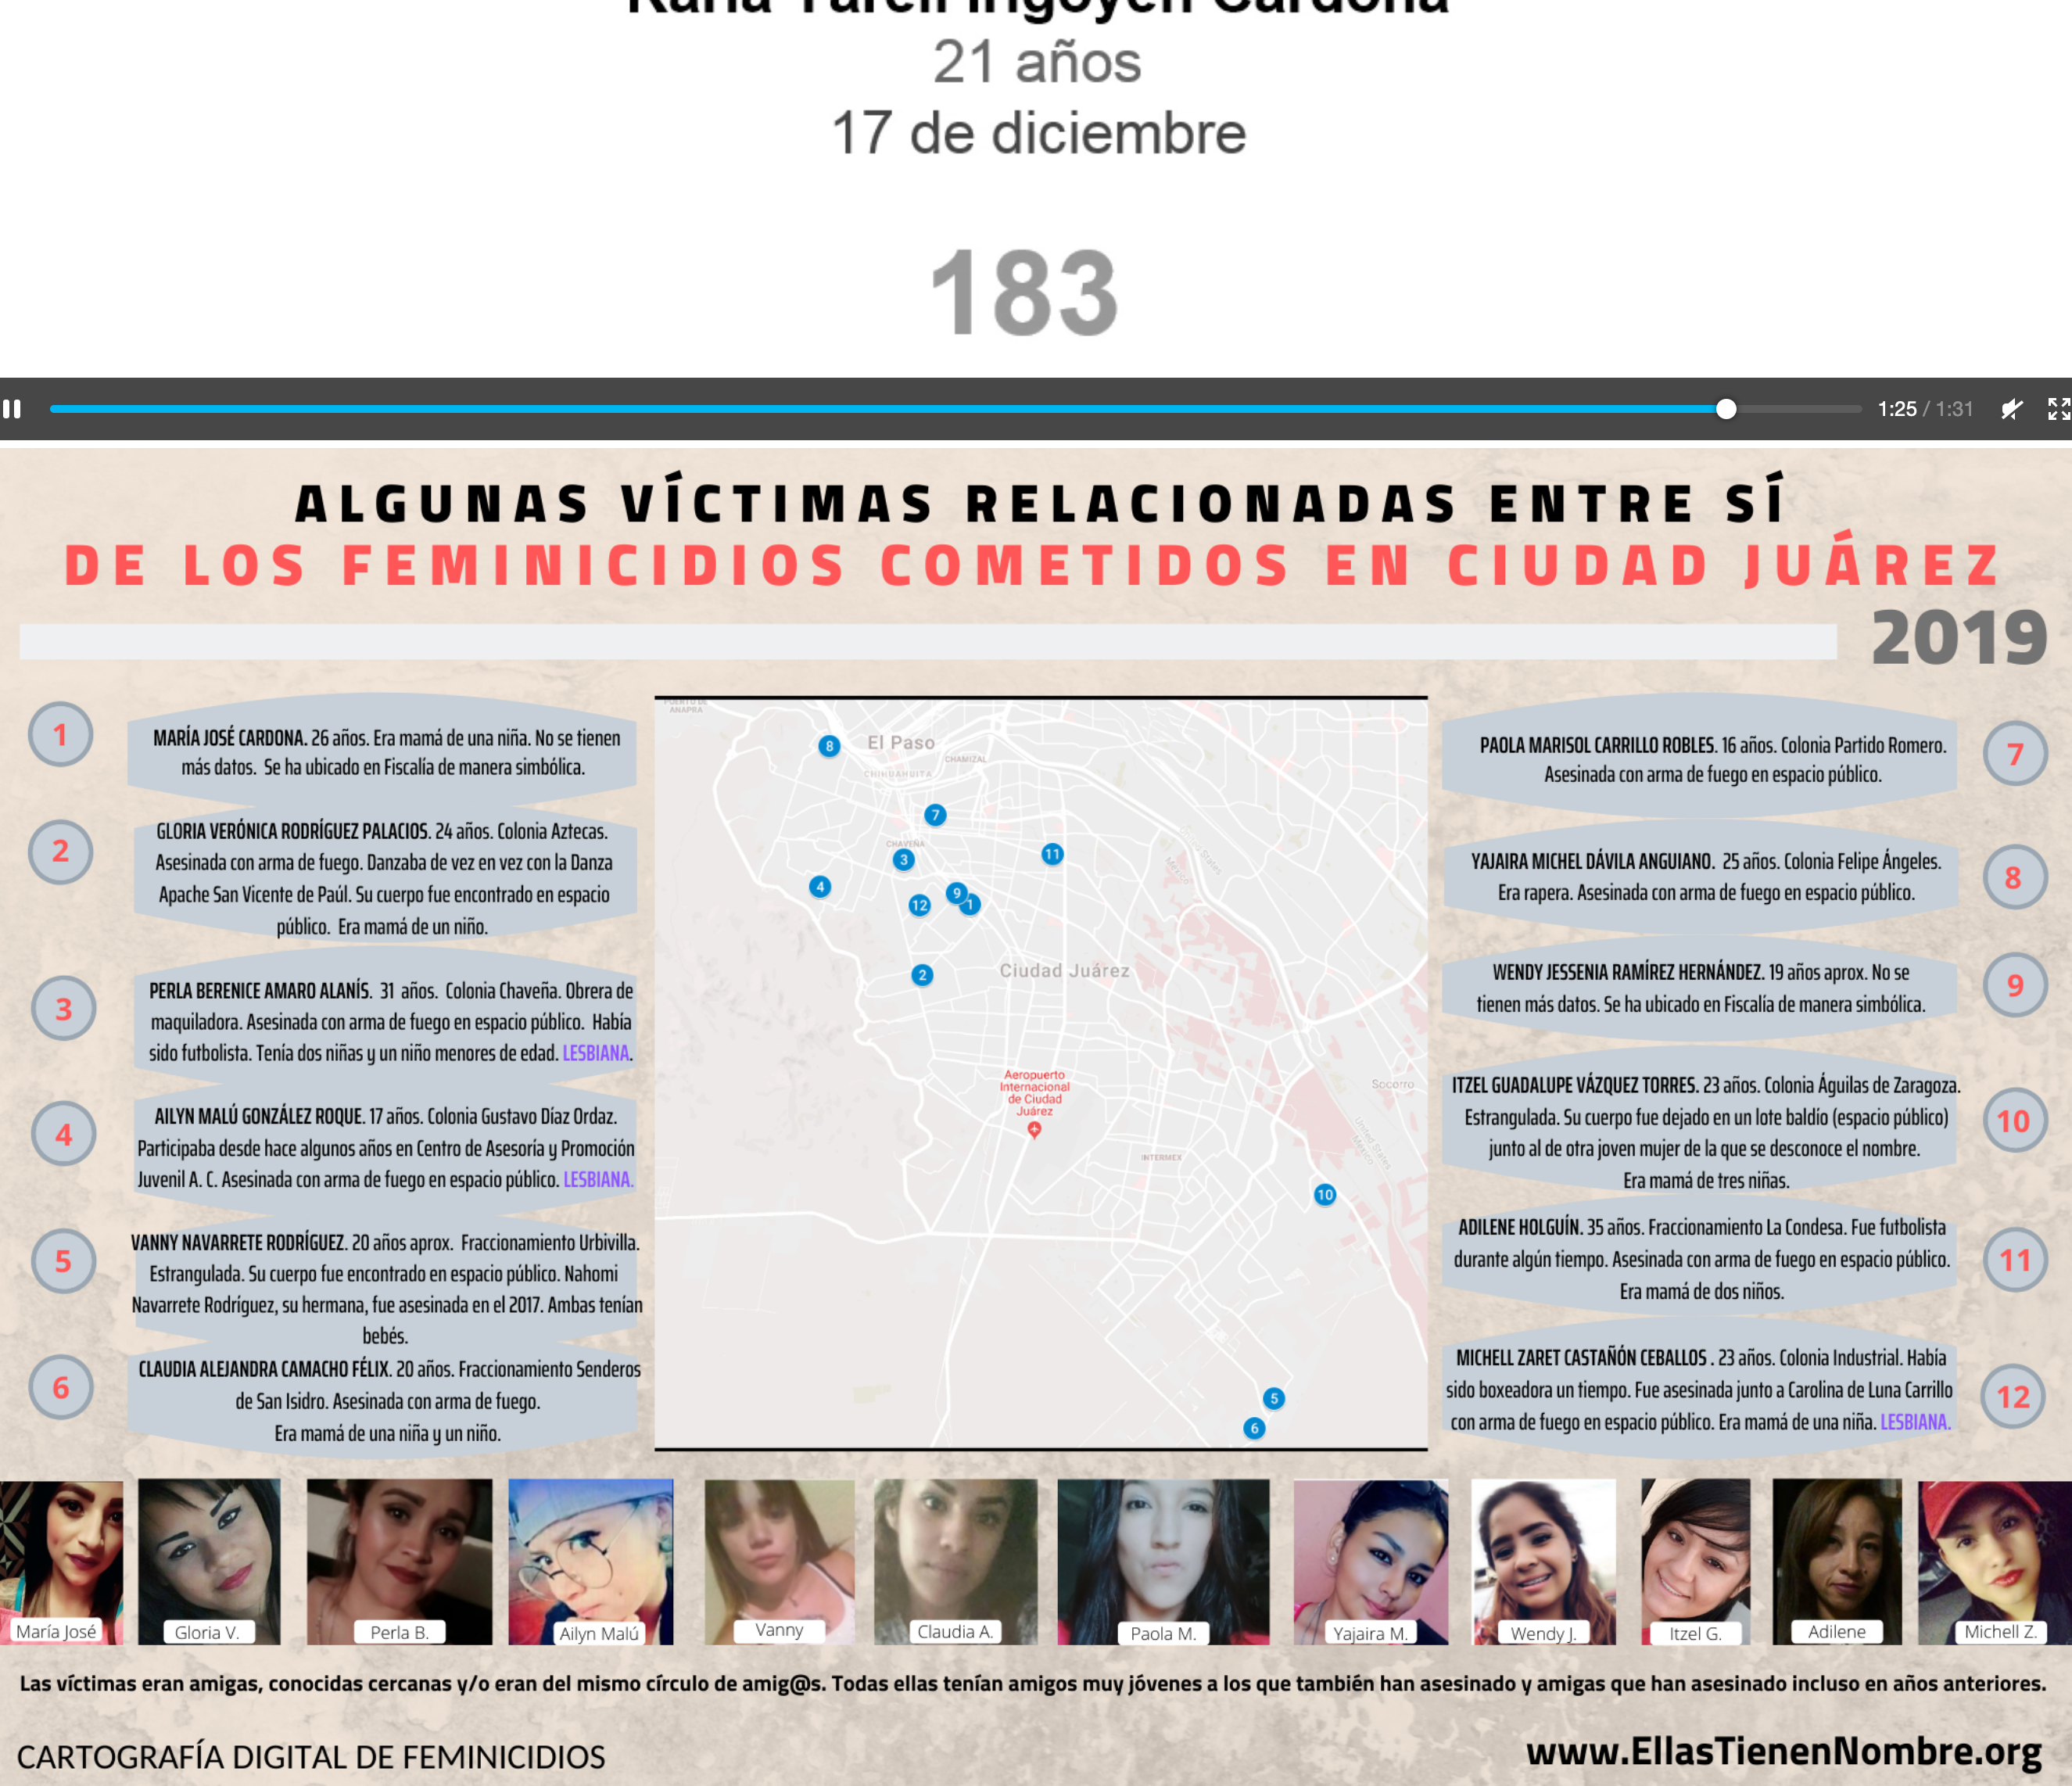 Karla Yareli Irigoyen Cardona
21 años
17 de diciembre
183
1:25 / 1:31
ALGUNAS VÍCTIMAS RELACIONADAS ENTRE SÍ
DE LOS FEMINICIDIOS COMETIDOS EN CIUDAD JUÁREZ
2019
1
MARÍA JOSÉ CARDONA. 26 años. Era mamá de una niña. No se tienen
más datos. Se ha ubicado en Fiscalía de manera simbólica.
2
GLORIA VERÓNICA RODRÍGUEZ PALACIOS. 24 años. Colonia Aztecas.
Asesinada con arma de fuego. Danzaba de vez en vez con la Danza
Apache San Vicente de Paúl. Su cuerpo fue encontrado en espacio
público. Era mamá de un niño.
3
PERLA BERENICE AMARO ALANÍS. 31 años. Colonia Chaveña. Obrera de
maquiladora. Asesinada con arma de fuego en espacio público. Había
sido futbolista. Tenía dos niñas y un niño menores de edad. LESBIANA.
4
AILYN MALÚ GONZÁLEZ ROQUE. 17 años. Colonia Gustavo Díaz Ordaz.
Participaba desde hace algunos años en Centro de Asesoría y Promoción
Juvenil A. C. Asesinada con arma de fuego en espacio público. LESBIANA.
5
VANNY NAVARRETE RODRÍGUEZ. 20 años aprox. Fraccionamiento Urbivilla.
Estrangulada. Su cuerpo fue encontrado en espacio público. Nahomi
Navarrete Rodríguez, su hermana, fue asesinada en el 2017. Ambas tenían
bebés.
6
CLAUDIA ALEJANDRA CAMACHO FÉLIX. 20 años. Fraccionamiento Senderos
de San Isidro. Asesinada con arma de fuego.
Era mamá de una niña y un niño.
PUERTO DE
ANAPRA
8
El Paso
CHAMIZAL
CHIHUAHUITA
7
CHAVEÑA
3
11
4
9
12
1
2
Ciudad Juárez
United States
México
Aeropuerto
Internacional
de Ciudad
Juárez
Socorro
United States
México
INTERMEX
10
5
6
PAOLA MARISOL CARRILLO ROBLES. 16 años. Colonia Partido Romero.
Asesinada con arma de fuego en espacio público.
7
YAJAIRA MICHEL DÁVILA ANGUIANO. 25 años. Colonia Felipe Ángeles.
Era rapera. Asesinada con arma de fuego en espacio público.
8
WENDY JESSENIA RAMÍREZ HERNÁNDEZ. 19 años aprox. No se
tienen más datos. Se ha ubicado en Fiscalía de manera simbólica.
9
ITZEL GUADALUPE VÁZQUEZ TORRES. 23 años. Colonia Águilas de Zaragoza.
Estrangulada. Su cuerpo fue dejado en un lote baldío (espacio público)
junto al de otra joven mujer de la que se desconoce el nombre.
Era mamá de tres niñas.
10
ADILENE HOLGUÍN. 35 años. Fraccionamiento La Condesa. Fue futbolista
durante algún tiempo. Asesinada con arma de fuego en espacio público.
Era mamá de dos niños.
11
MICHELL ZARET CASTAÑÓN CEBALLOS . 23 años. Colonia Industrial. Había
sido boxeadora un tiempo. Fue asesinada junto a Carolina de Luna Carrillo
con arma de fuego en espacio público. Era mamá de una niña. LESBIANA.
12
María José
Gloria V.
Perla B.
Ailyn Malú
Vanny
Claudia A.
Paola M.
Yajaira M.
Wendy J.
Itzel G.
Adilene
Michell Z.
Las víctimas eran amigas, conocidas cercanas y/o eran del mismo círculo de amig@s. Todas ellas tenían amigos muy jóvenes a los que también han asesinado y amigas que han asesinado incluso en años anteriores.
CARTOGRAFÍA DIGITAL DE FEMINICIDIOS
www.EllasTienenNombre.org